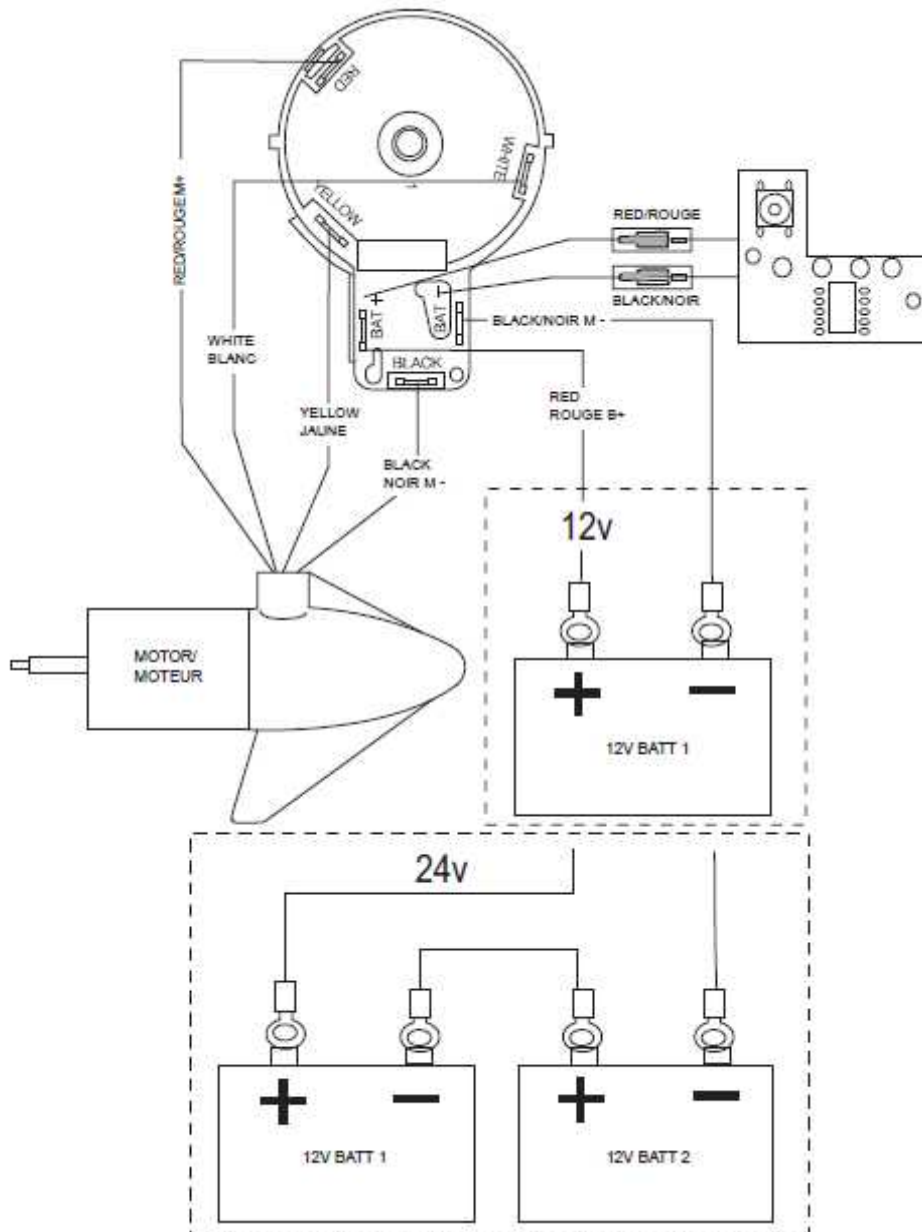 RED
WHITE
1
YELLOW
RED/ROUGE M+
RED/ROUGE
BLACK/NOIR
BAT +
BAT -
BLACK/NOIR M -
BLACK
WHITE
BLANC
YELLOW
JAUNE
RED
ROUGE B+
BLACK
NOIR M -
12v
MOTOR/
MOTEUR
+ -
12V BATT 1
24v
+ - + -
12V BATT 1
12V BATT 2